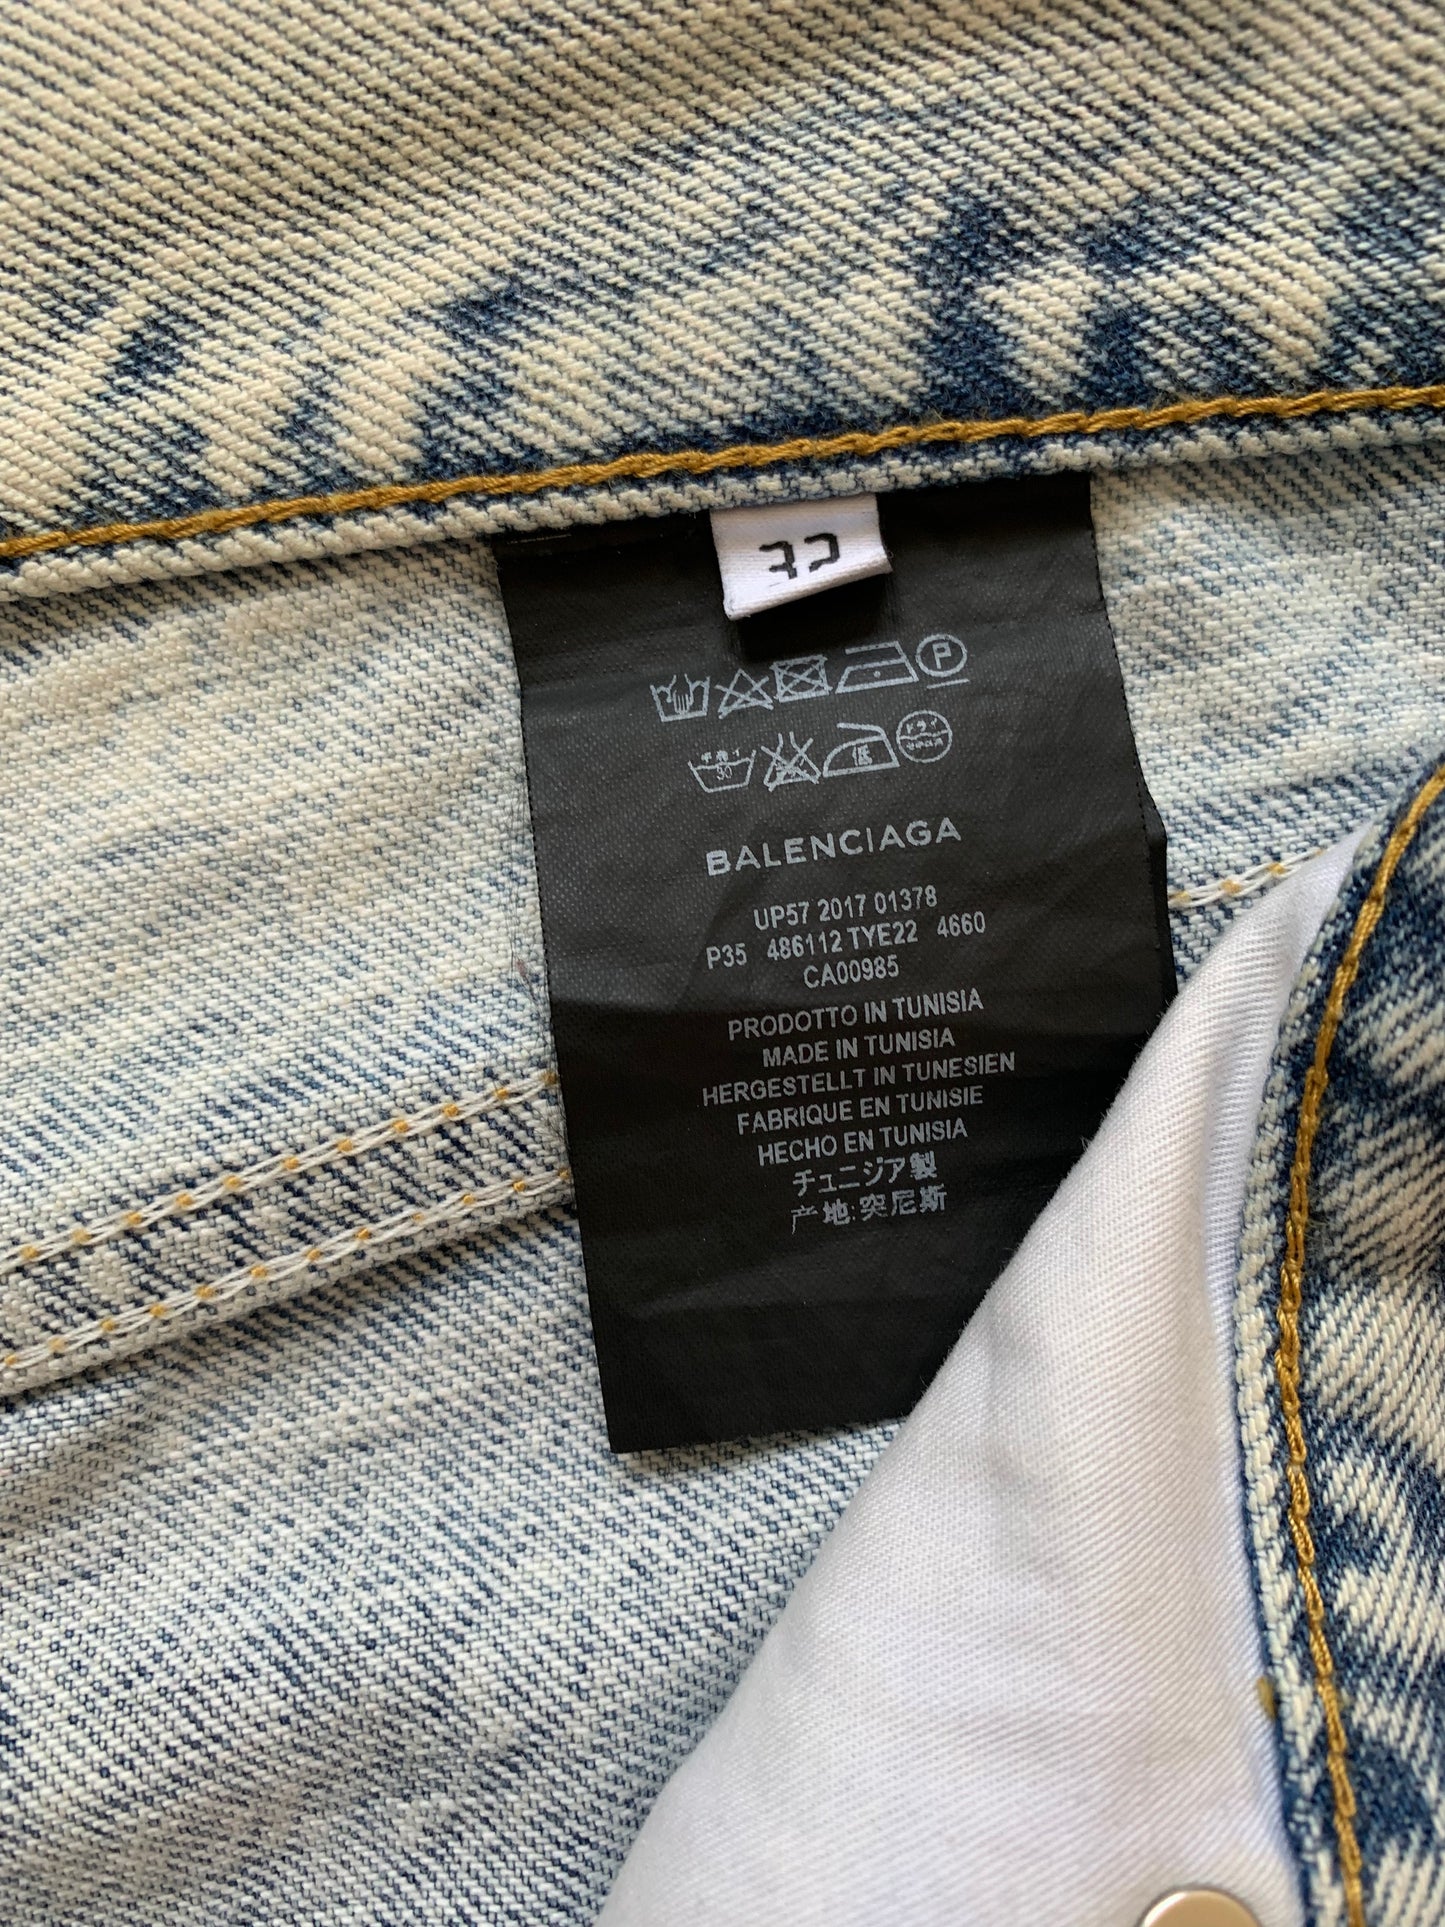 32
P
BALENCIAGA
UP57 2017 01378
P35 486112 TYE22 4660
CA00985
PRODOTTO IN TUNISIA
MADE IN TUNISIA
HERGESTELLT IN TUNESIEN
FABRIQUE EN TUNISIE
HECHO EN TUNISIA
チュニジア製
产地:突尼斯